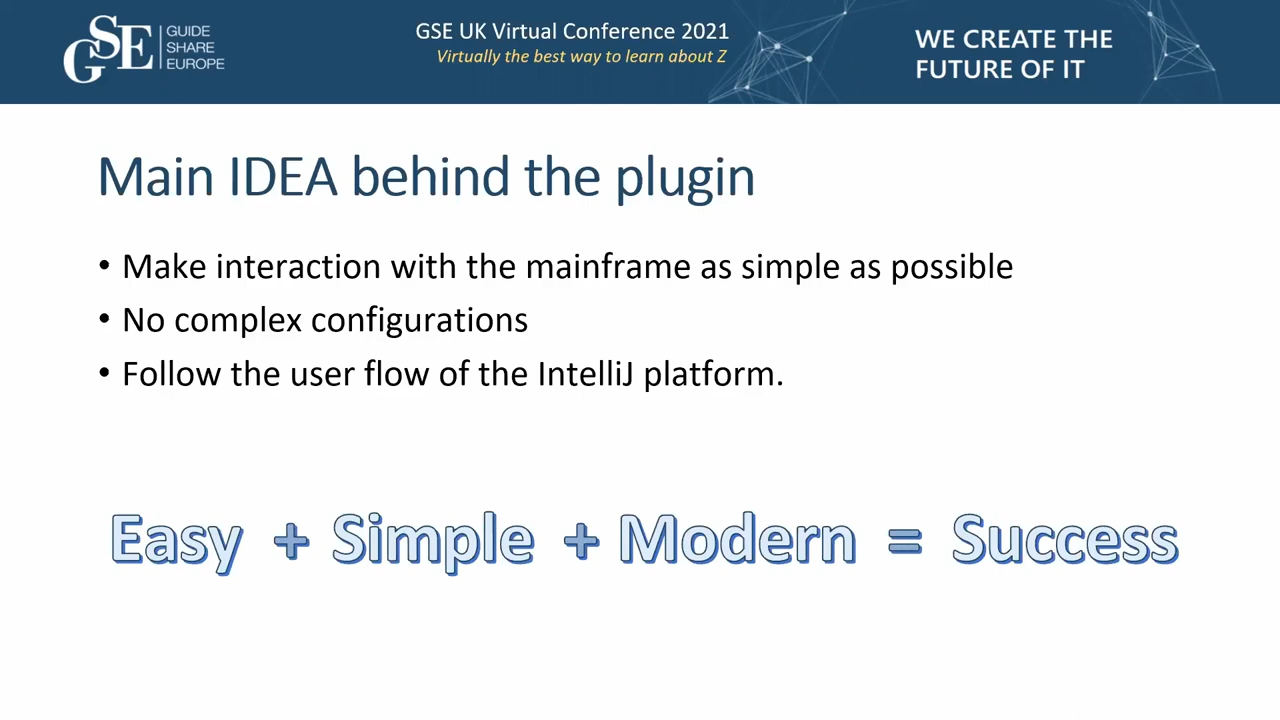 GSE
GUIDE
SHARE
EUROPE
GSE UK Virtual Conference 2021
Virtually the best way to learn about Z
WE CREATE THE
FUTURE OF IT
Main IDEA behind the plugin
• Make interaction with the mainframe as simple as possible
• No complex configurations
• Follow the user flow of the IntelliJ platform.
Easy + Simple + Modern = Success